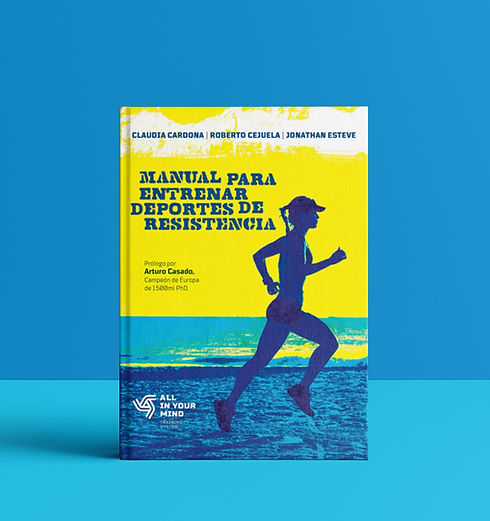 CLAUDIA CARDONA | ROBERTO CEJUELA | JONATHAN ESTEVE
MANUAL PARA
ENTRENAR
DEPORTES DE
RESISTENCIA
Prólogo por
Arturo Casado,
Campeón de Europa
de 1500ml PhD.
ALL
IN YOUR
MIND
TRAINING
SYSTEM